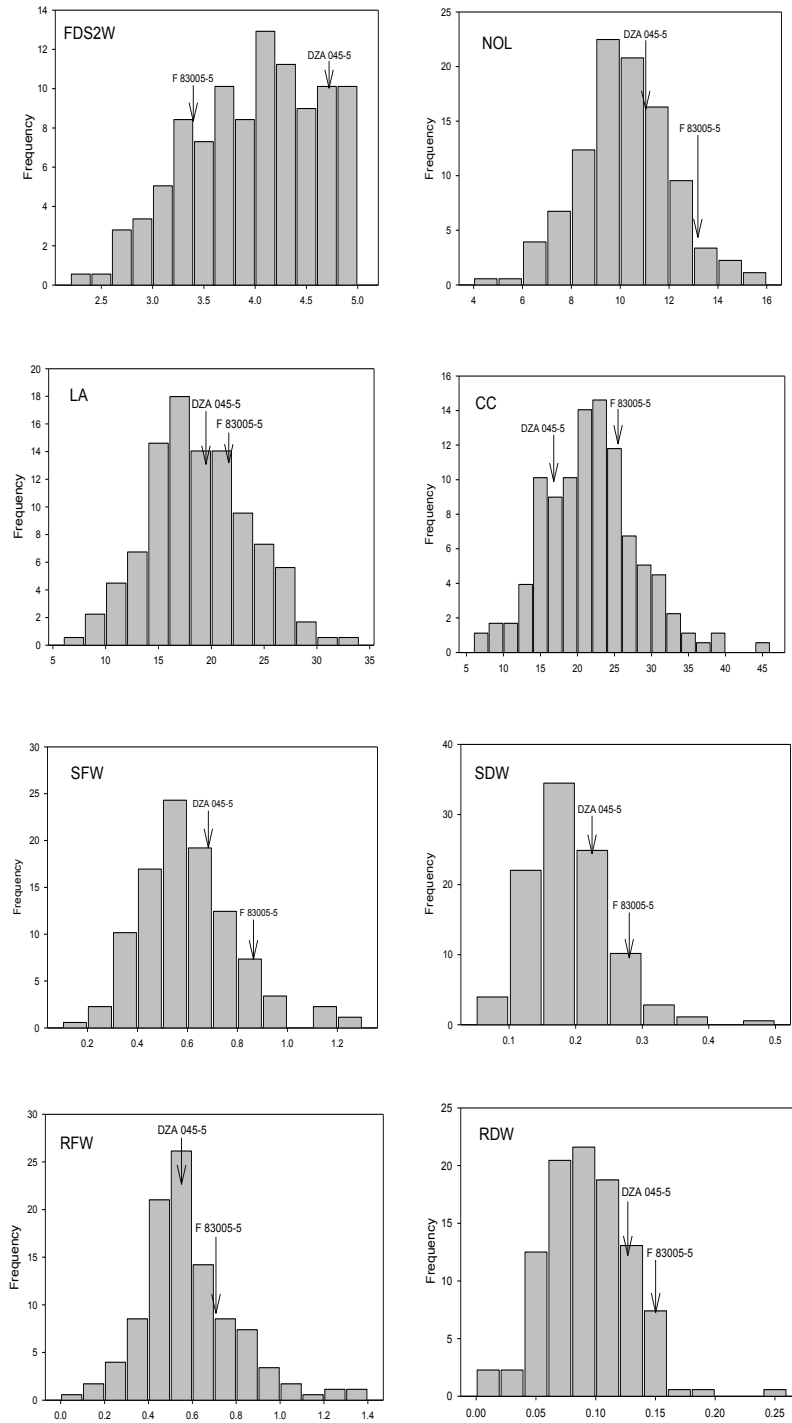 FDS2W
F 83005-5
DZA 045-5
Frequency
14
12
10
8
6
4
2
0
2.5 3.0 3.5 4.0 4.5 5.0
NOL
DZA 045-5
F 83005-5
Frequency
25
20
15
10
5
0
4 6 8 10 12 14 16
LA
DZA 045-5
F 83005-5
Frequency
20
18
16
14
12
10
8
6
4
2
0
5 10 15 20 25 30 35
CC
F 83005-5
DZA 045-5
Frequency
16
14
12
10
8
6
4
2
0
5 10 15 20 25 30 35 40 45
SFW
DZA 045-5
F 83005-5
Frequency
30
25
20
15
10
5
0
0.2 0.4 0.6 0.8 1.0 1.2
SDW
DZA 045-5
F 83005-5
Frequency
40
30
20
10
0
0.1 0.2 0.3 0.4 0.5
RFW
DZA 045-5
F 83005-5
Frequency
30
25
20
15
10
5
0
0.0 0.2 0.4 0.6 0.8 1.0 1.2 1.4
RDW
DZA 045-5
F 83005-5
Frequency
25
20
15
10
5
0
0.00 0.05 0.10 0.15 0.20 0.25